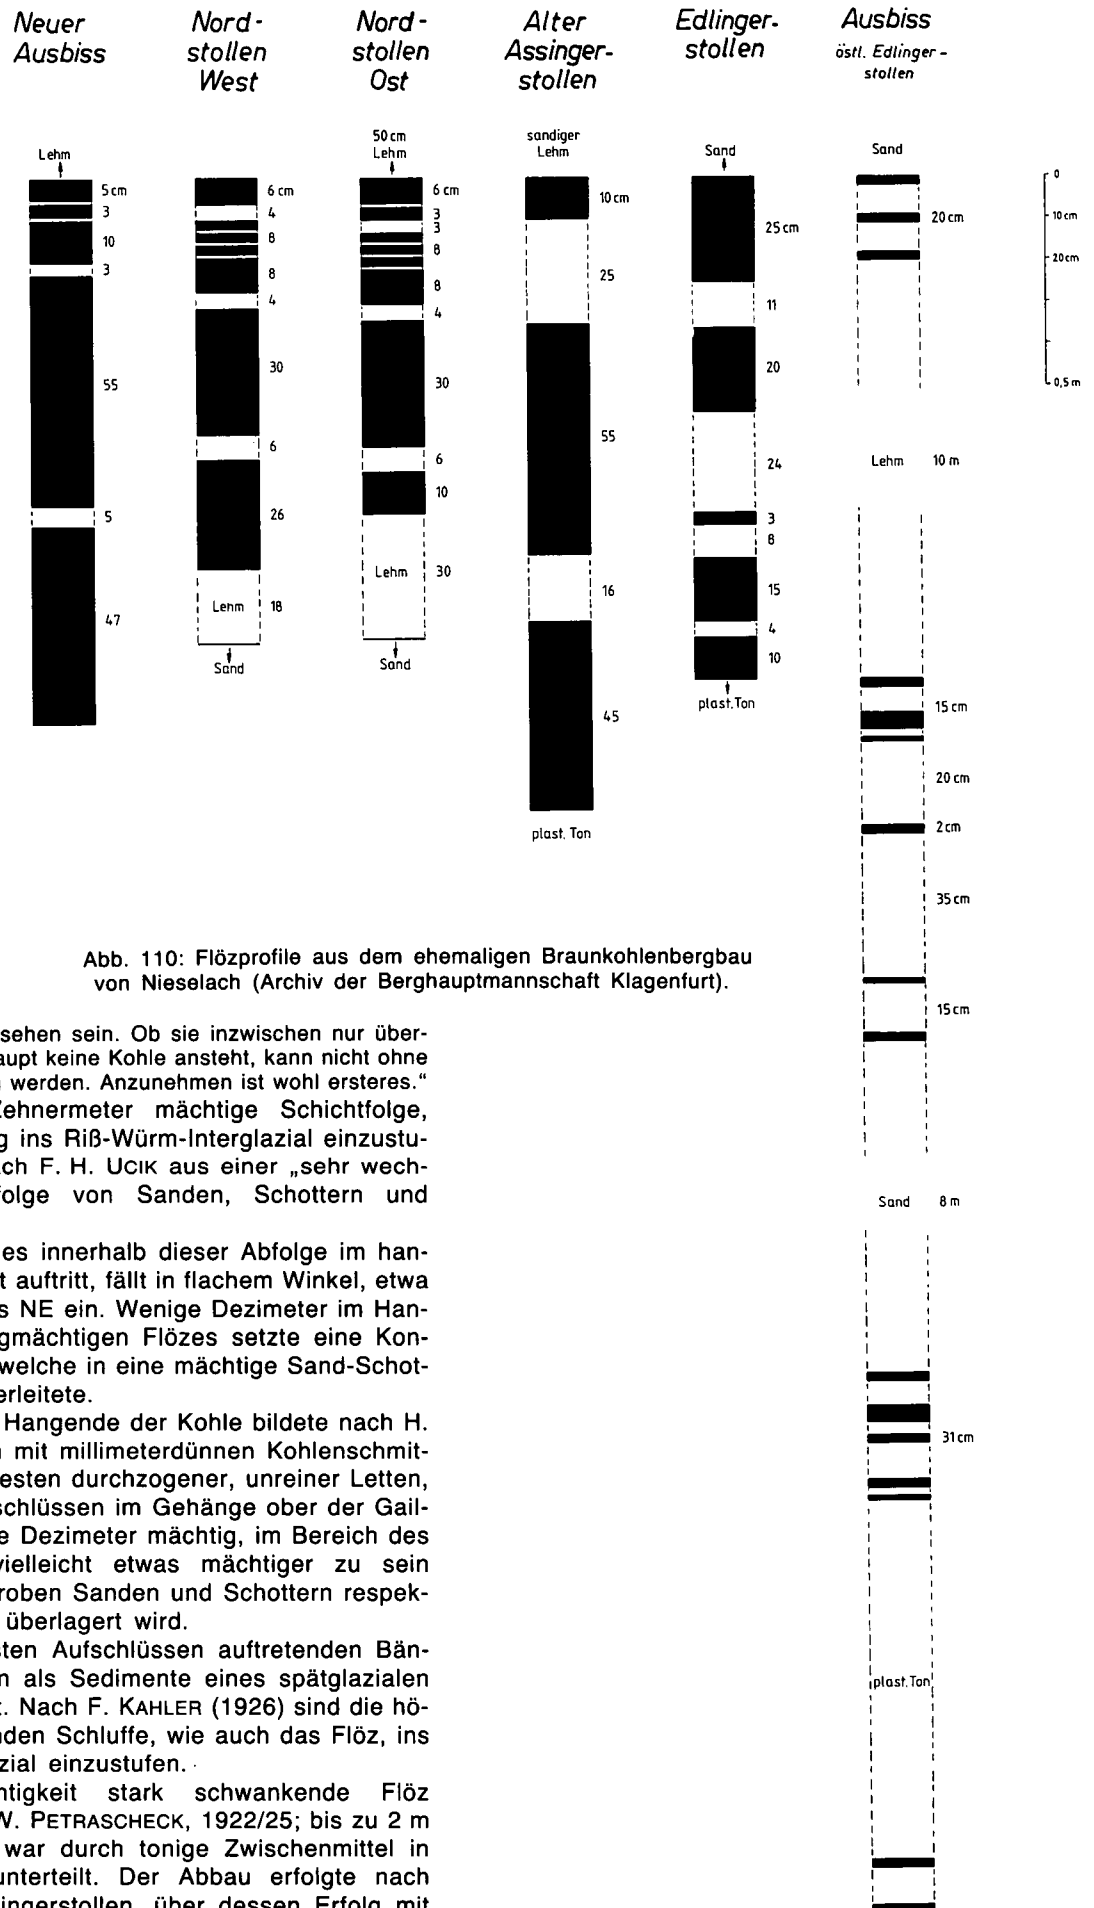 Neuer
Ausbiss
Nord-
stollen
West
Nord-
stollen
Ost
Alter
Assinger-
stollen
Edlinger-
stollen
Ausbiss
östl. Edlinger-
stollen
Lehm
5 cm
3
10
3
55
5
47
6 cm
4
8
8
4
30
6
26
Lehm
18
Sand
50 cm
Lehm
6 cm
3
3
8
8
4
30
6
10
Lehm
30
Sand
sandiger
Lehm
10 cm
25
55
16
45
plast. Ton
Sand
25 cm
11
20
24
3
8
15
4
10
plast. Ton
Sand
20 cm
Lehm 10 m
15 cm
20 cm
2 cm
35 cm
15 cm
Sand 8 m
31 cm
plast. Ton
0
10 cm
20 cm
0,5 m
Abb. 110: Flözprofile aus dem ehemaligen Braunkohlenbergbau
von Nieselach (Archiv der Berghauptmannschaft Klagenfurt).
sehen sein. Ob sie inzwischen nur über-
aupt keine Kohle ansteht, kann nicht ohne
werden. Anzunehmen ist wohl ersteres.“
Zehnermeter mächtige Schichtfolge,
g ins Riß-Würm-Interglazial einzustu-
ch F. H. UCIK aus einer „sehr wech-
folge von Sanden, Schottern und
es innerhalb dieser Abfolge im han-
t auftritt, fällt in flachem Winkel, etwa
s NE ein. Wenige Dezimeter im Han-
gmächtigen Flözes setzte eine Kon-
welche in eine mächtige Sand-Schot-
erleitete.
Hangende der Kohle bildete nach H.
n mit millimeterdünnen Kohlenschmit-
esten durchzogener, unreiner Letten,
schlüssen im Gehänge ober der Gail-
e Dezimeter mächtig, im Bereich des
vielleicht etwas mächtiger zu sein
roben Sanden und Schottern respek-
überlagert wird.
sten Aufschlüssen auftretenden Bän-
n als Sedimente eines spätglazialen
t. Nach F. KAHLER (1926) sind die hö-
nden Schluffe, wie auch das Flöz, ins
zial einzustufen.
htigkeit stark schwankende Flöz
W. PETRASCHECK, 1922/25; bis zu 2 m
war durch tonige Zwischenmittel in
unterteilt. Der Abbau erfolgte nach
ingerstollen, über dessen Erfolg mit